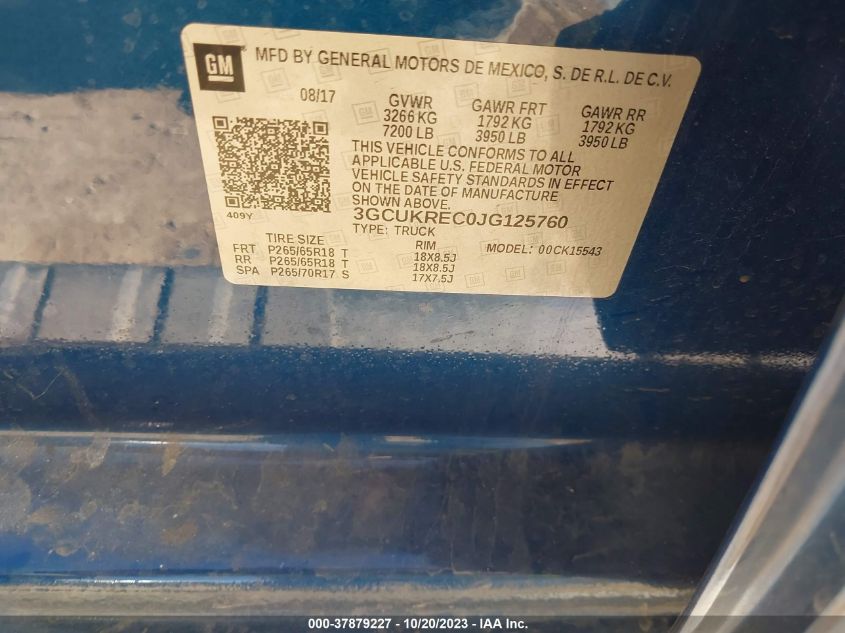 GM
MFD BY GENERAL MOTORS DE MEXICO, S. DE R.L. DE C.V.
08/17 GVWR GAWR FRT GAWR RR
3266 KG 1792 KG 1792 KG
7200 LB 3950 LB 3950 LB
THIS VEHICLE CONFORMS TO ALL
APPLICABLE U.S. FEDERAL MOTOR
VEHICLE SAFETY STANDARDS IN EFFECT
ON THE DATE OF MANUFACTURE
SHOWN ABOVE.
409Y
3GCUKREC0JG125760
TYPE: TRUCK
TIRE SIZE RIM MODEL: 00CK15543
FRT P265/65R18 T 18X8.5J
RR P265/65R18 T 18X8.5J
SPA P265/70R17 S 17X7.5J
000-37879227 - 10/20/2023 - IAA Inc.